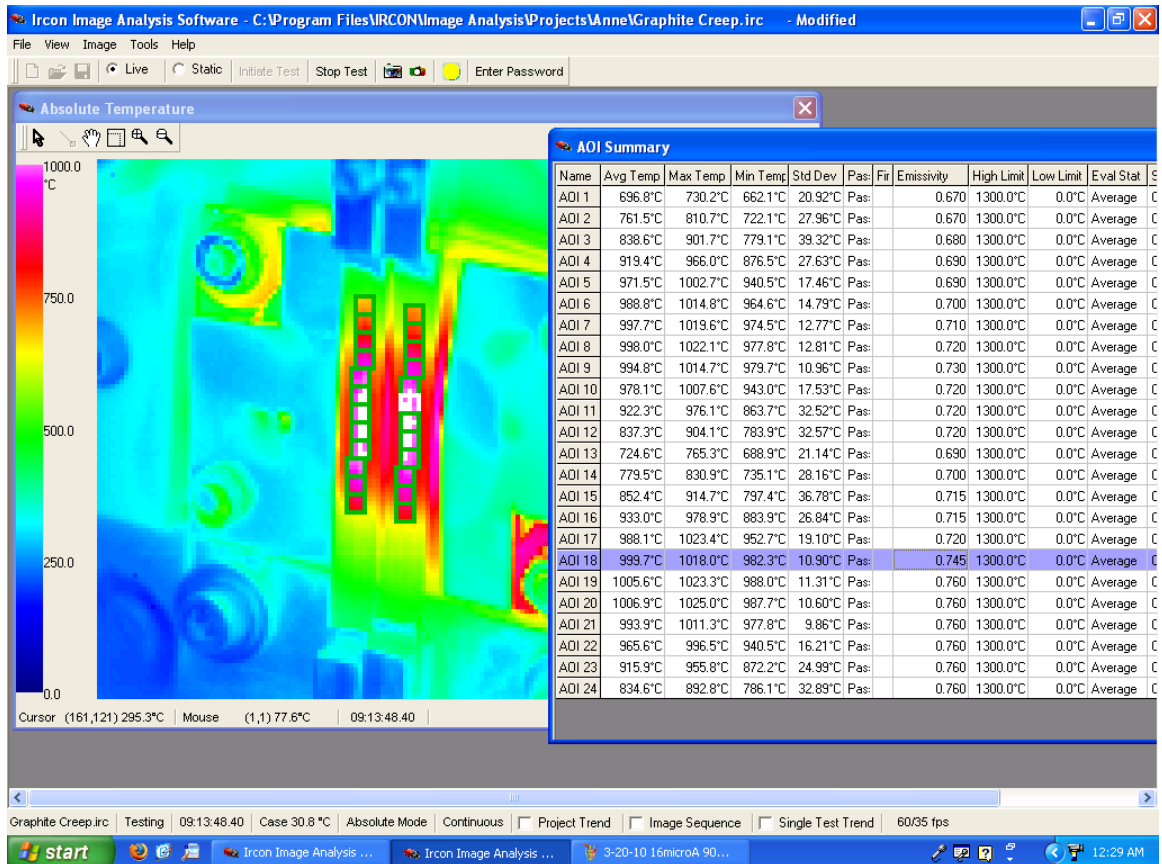 Ircon Image Analysis Software - C:\Program Files\IRCON\Image Analysis\Projects\Anne\Graphite Creep.irc - Modified
File View Image Tools Help
Live Static Initiate Test Stop Test Enter Password
Absolute Temperature
1000.0
°C
750.0
500.0
250.0
0.0
Cursor (161,121) 295.3°C Mouse (1,1) 77.6°C 09:13:48.40
AOI Summary
Name Avg Temp Max Temp Min Temp Std Dev Pas: Fir Emissivity High Limit Low Limit Eval Stat S
AOI 1 696.8°C 730.2°C 662.1°C 20.92°C Pas: 0.670 1300.0°C 0.0°C Average C
AOI 2 761.5°C 810.7°C 722.1°C 27.96°C Pas: 0.670 1300.0°C 0.0°C Average C
AOI 3 838.6°C 901.7°C 779.1°C 39.32°C Pas: 0.680 1300.0°C 0.0°C Average C
AOI 4 919.4°C 966.0°C 876.5°C 27.63°C Pas: 0.690 1300.0°C 0.0°C Average C
AOI 5 971.5°C 1002.7°C 940.5°C 17.46°C Pas: 0.690 1300.0°C 0.0°C Average C
AOI 6 988.8°C 1014.8°C 964.6°C 14.79°C Pas: 0.700 1300.0°C 0.0°C Average C
AOI 7 997.7°C 1019.6°C 974.5°C 12.77°C Pas: 0.710 1300.0°C 0.0°C Average C
AOI 8 998.0°C 1022.1°C 977.8°C 12.81°C Pas: 0.720 1300.0°C 0.0°C Average C
AOI 9 994.8°C 1014.7°C 979.7°C 10.96°C Pas: 0.730 1300.0°C 0.0°C Average C
AOI 10 978.1°C 1007.6°C 943.0°C 17.53°C Pas: 0.720 1300.0°C 0.0°C Average C
AOI 11 922.3°C 976.1°C 863.7°C 32.52°C Pas: 0.720 1300.0°C 0.0°C Average C
AOI 12 837.3°C 904.1°C 783.9°C 32.57°C Pas: 0.720 1300.0°C 0.0°C Average C
AOI 13 724.6°C 765.3°C 688.9°C 21.14°C Pas: 0.690 1300.0°C 0.0°C Average C
AOI 14 779.5°C 830.9°C 735.1°C 28.16°C Pas: 0.700 1300.0°C 0.0°C Average C
AOI 15 852.4°C 914.7°C 797.4°C 36.78°C Pas: 0.715 1300.0°C 0.0°C Average C
AOI 16 933.0°C 978.9°C 883.9°C 26.84°C Pas: 0.715 1300.0°C 0.0°C Average C
AOI 17 988.1°C 1023.4°C 952.7°C 19.10°C Pas: 0.720 1300.0°C 0.0°C Average C
AOI 18 999.7°C 1018.0°C 982.3°C 10.90°C Pas: 0.745 1300.0°C 0.0°C Average C
AOI 19 1005.6°C 1023.3°C 988.0°C 11.31°C Pas: 0.760 1300.0°C 0.0°C Average C
AOI 20 1006.9°C 1025.0°C 987.7°C 10.60°C Pas: 0.760 1300.0°C 0.0°C Average C
AOI 21 993.9°C 1011.3°C 977.8°C 9.86°C Pas: 0.760 1300.0°C 0.0°C Average C
AOI 22 965.6°C 996.5°C 940.5°C 16.21°C Pas: 0.760 1300.0°C 0.0°C Average C
AOI 23 915.9°C 955.8°C 872.2°C 24.99°C Pas: 0.760 1300.0°C 0.0°C Average C
AOI 24 834.6°C 892.8°C 786.1°C 32.89°C Pas: 0.760 1300.0°C 0.0°C Average C
Graphite Creep.irc Testing 09:13:48.40 Case 30.8 °C Absolute Mode Continuous Project Trend Image Sequence Single Test Trend 60/35 fps
start Ircon Image Analysis ... Ircon Image Analysis ... 3-20-10 16microA 90... 12:29 AM